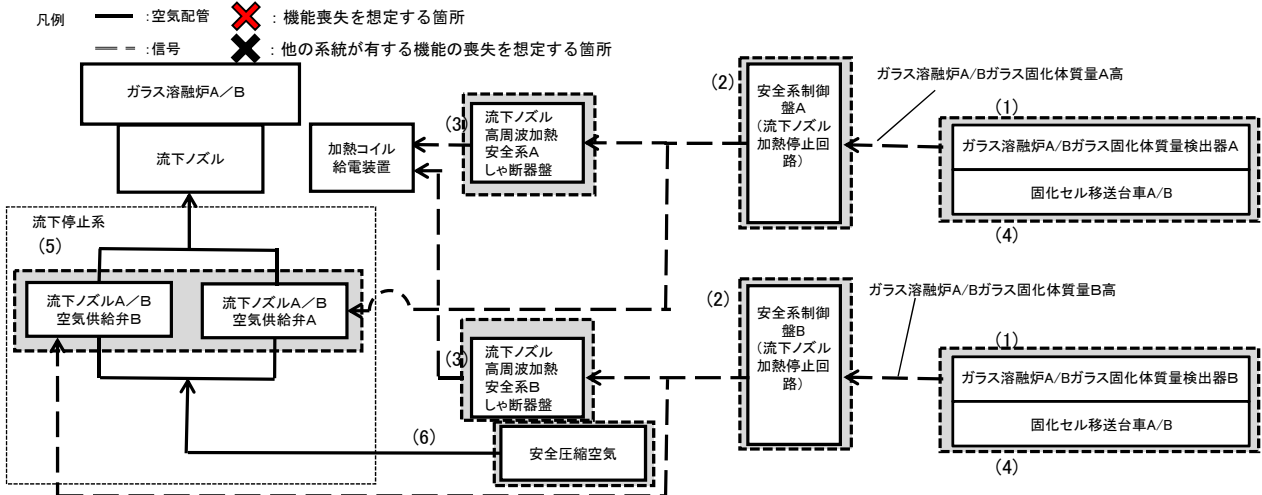 凡例
:空気配管
:機能喪失を想定する箇所
:信号
:他の系統が有する機能の喪失を想定する箇所
ガラス溶融炉A/B
流下ノズル
加熱コイル
給電装置
(3)
流下ノズル
高周波加熱
安全系A
しゃ断器盤
(2)
安全系制御
盤A
(流下ノズル
加熱停止回
路)
ガラス溶融炉A/Bガラス固化体質量A高
(1)
ガラス溶融炉A/Bガラス固化体質量検出器A
固化セル移送台車A/B
(4)
流下停止系
(5)
流下ノズルA/B
空気供給弁B
流下ノズルA/B
空気供給弁A
(3)
流下ノズル
高周波加熱
安全系B
しゃ断器盤
(2)
安全系制御
盤B
(流下ノズル
加熱停止回
路)
ガラス溶融炉A/Bガラス固化体質量B高
(1)
ガラス溶融炉A/Bガラス固化体質量検出器B
固化セル移送台車A/B
(4)
(6)
安全圧縮空気